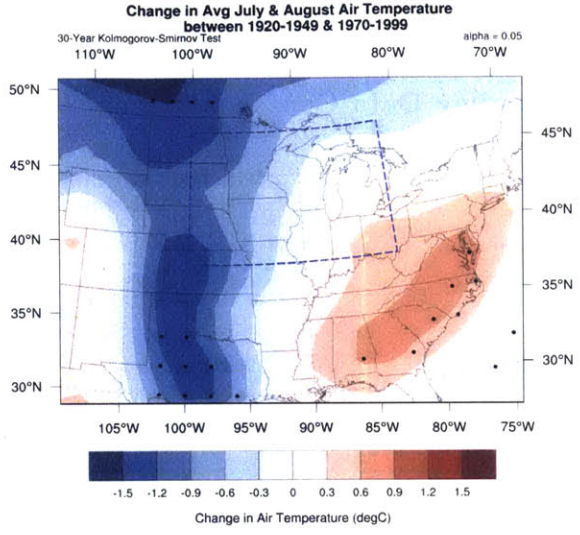 Change in Avg July & August Air Temperature
between 1920-1949 & 1970-1999
30-Year Kolmogorov-Smirnov Test
alpha = 0.05
110°W 100°W 90°W 80°W 70°W
50°N
45°N
45°N
40°N
40°N
35°N
35°N
30°N
30°N
105°W 100°W 95°W 90°W 85°W 80°W 75°W
-1.5 -1.2 -0.9 -0.6 -0.3 0 0.3 0.6 0.9 1.2 1.5
Change in Air Temperature (degC)